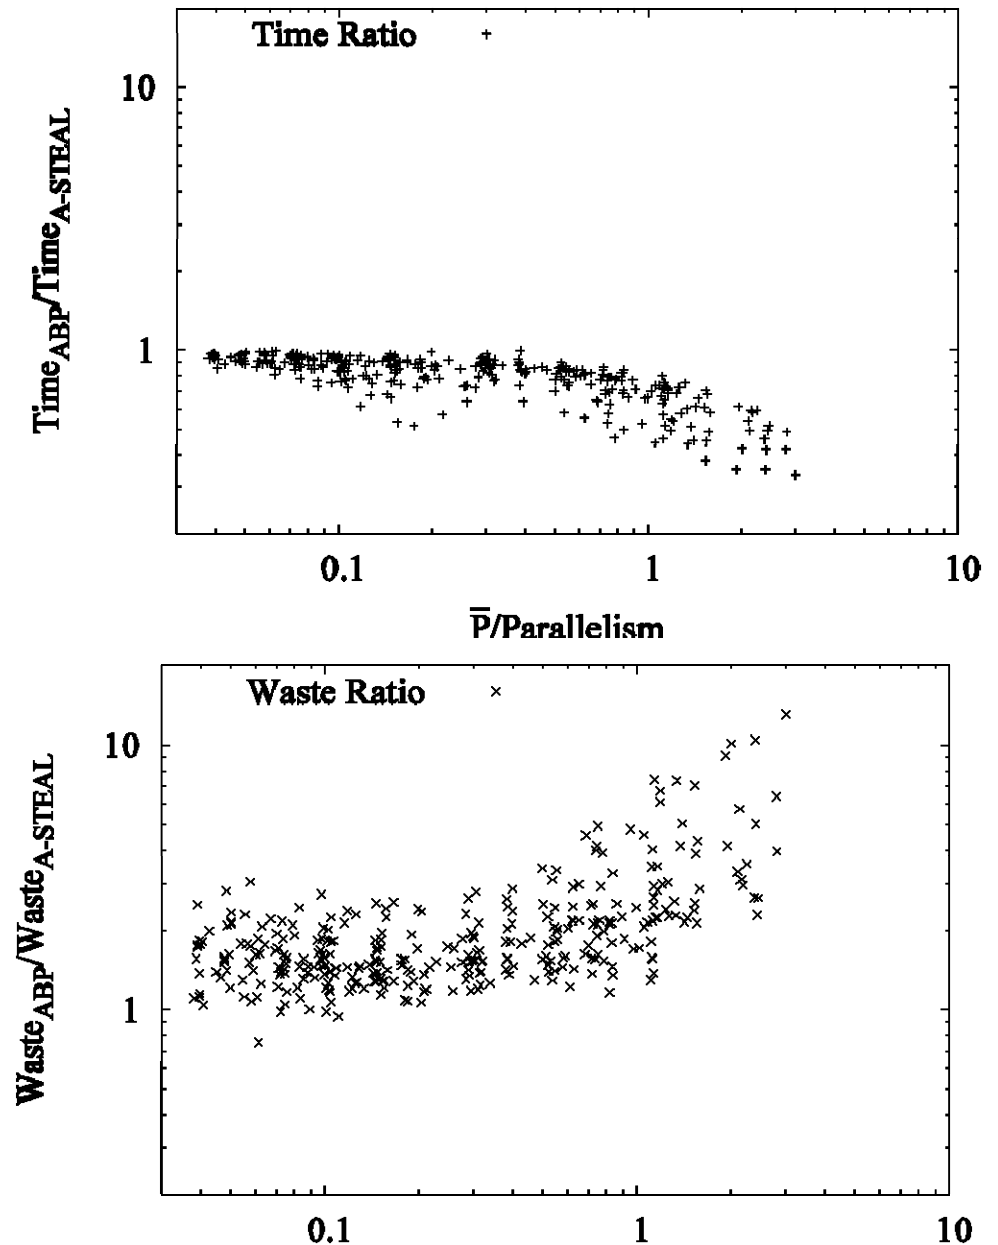 Time Ratio +
10
1
Time_ABP/Time_A-STEAL
0.1 1 10
P̅/Parallelism
Waste Ratio ×
10
1
Waste_ABP/Waste_A-STEAL
0.1 1 10